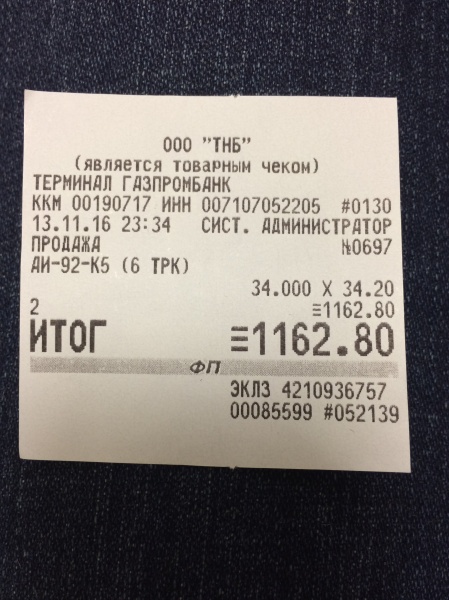 ООО "ТНБ"
(является товарным чеком)
ТЕРМИНАЛ ГАЗПРОМБАНК
ККМ 00190717 ИНН 007107052205 #0130
13.11.16 23:34 СИСТ. АДМИНИСТРАТОР
ПРОДАЖА №0697
АИ-92-К5 (6 ТРК)
34.000 X 34.20
2 ≡1162.80
ИТОГ ≡1162.80
ФП
ЭКЛЗ 4210936757
00085599 #052139